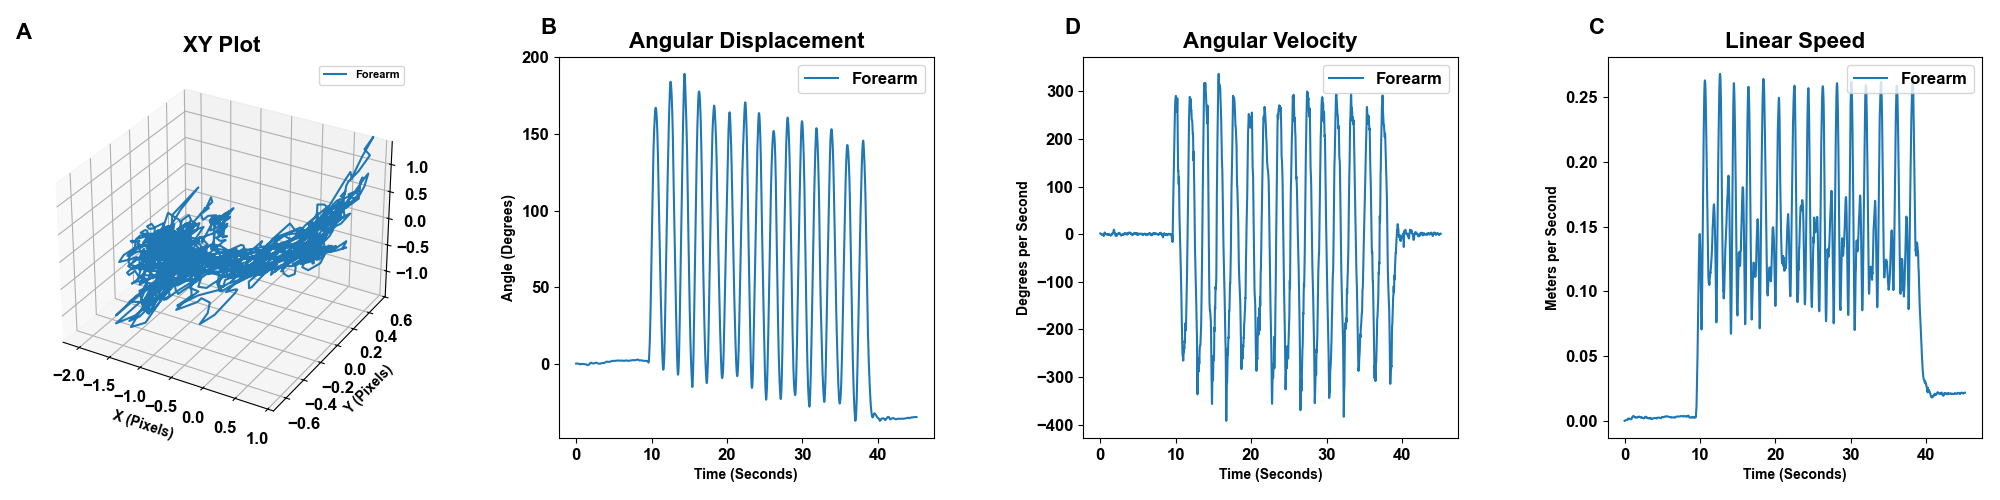 A
XY Plot
Forearm
1.0
0.5
0.0
−0.5
−1.0
0.6
0.4
0.2
0.0
−0.2
−0.4
−0.6
Y (Pixels)
−2.0
−1.5
−1.0
−0.5
0.0
0.5
1.0
X (Pixels)
B
Angular Displacement
Forearm
200
150
100
50
0
Angle (Degrees)
0 10 20 30 40
Time (Seconds)
D
Angular Velocity
Forearm
300
200
100
0
−100
−200
−300
−400
Degrees per Second
0 10 20 30 40
Time (Seconds)
C
Linear Speed
Forearm
0.25
0.20
0.15
0.10
0.05
0.00
Meters per Second
0 10 20 30 40
Time (Seconds)